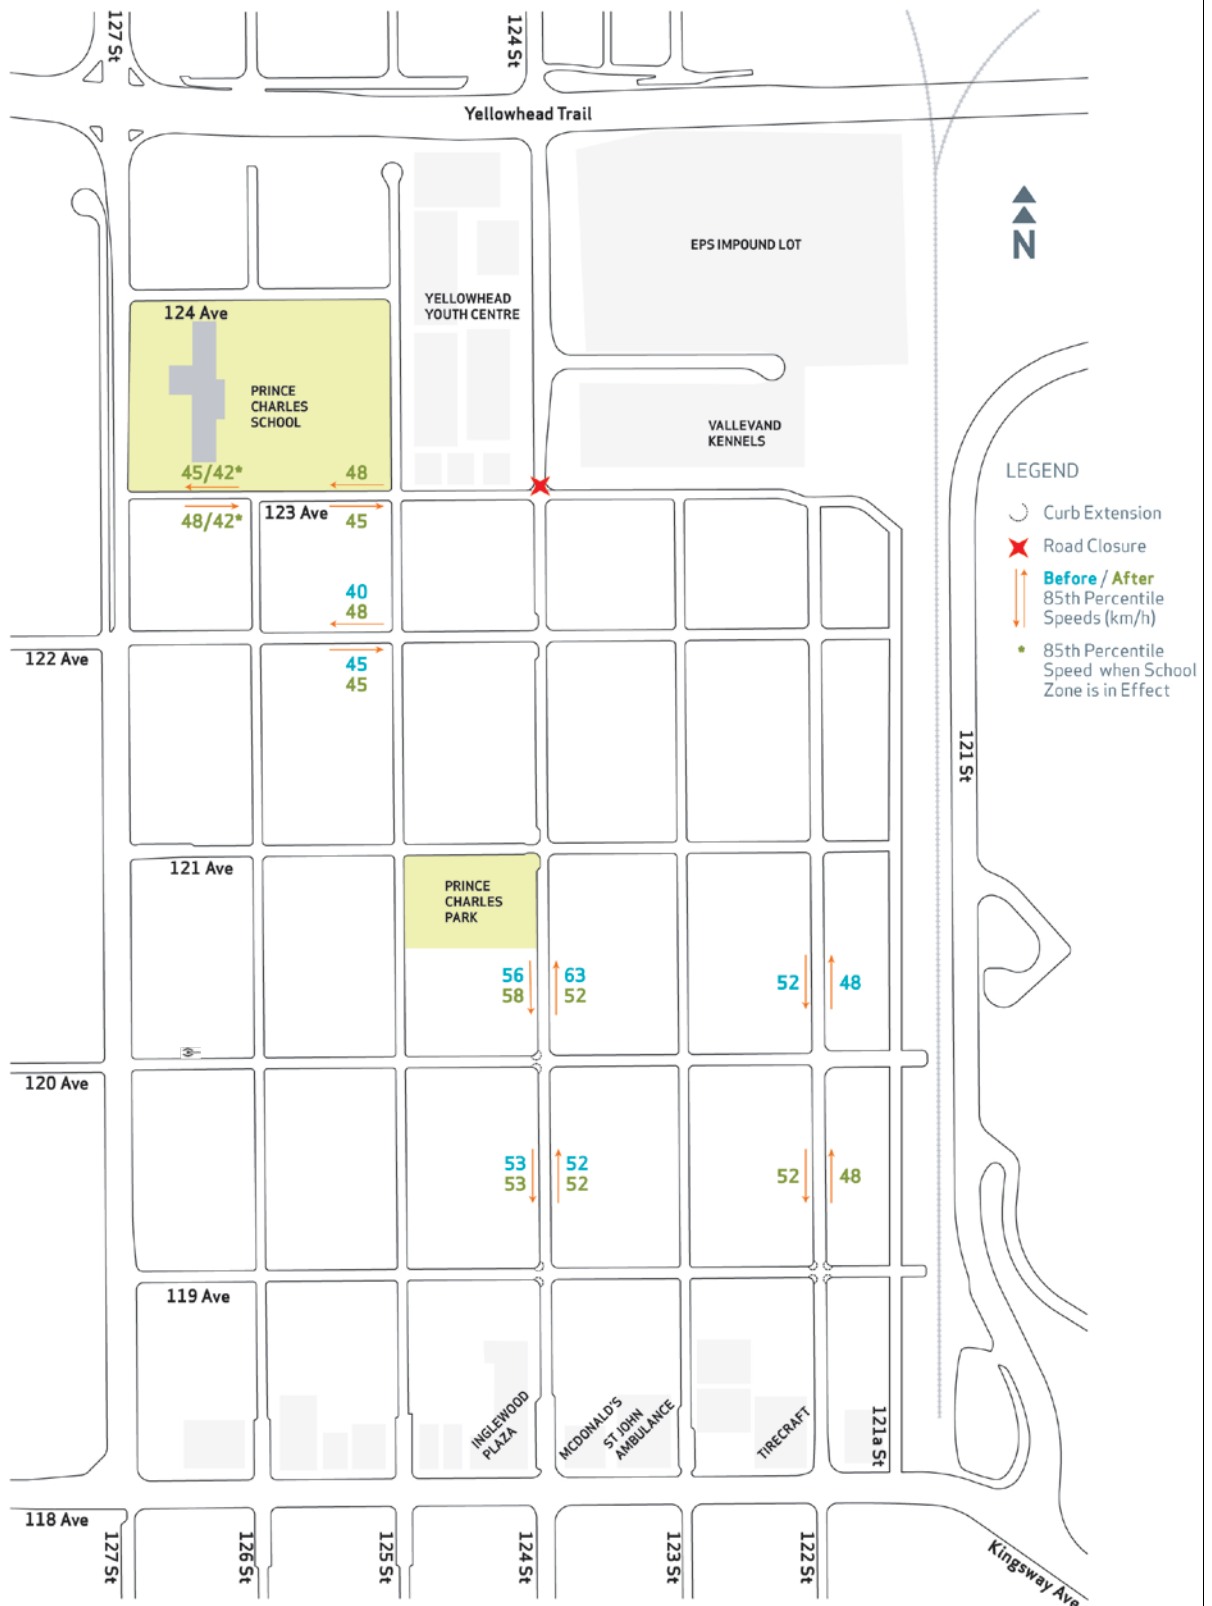 127 St
124 St
Yellowhead Trail
N
EPS IMPOUND LOT
YELLOWHEAD
YOUTH CENTRE
124 Ave
PRINCE
CHARLES
SCHOOL
VALLEVAND
KENNELS
45/42*
48
48/42*
123 Ave
45
LEGEND
Curb Extension
Road Closure
Before / After
85th Percentile
Speeds (km/h)
* 85th Percentile
Speed when School
Zone is in Effect
40
48
122 Ave
45
45
121 St
121 Ave
PRINCE
CHARLES
PARK
56
58
63
52
52
48
120 Ave
53
53
52
52
52
48
119 Ave
INGLEWOOD
PLAZA
MCDONALD'S
ST JOHN
AMBULANCE
TIRECRAFT
121a St
118 Ave
127 St
126 St
125 St
124 St
123 St
122 St
Kingsway Ave